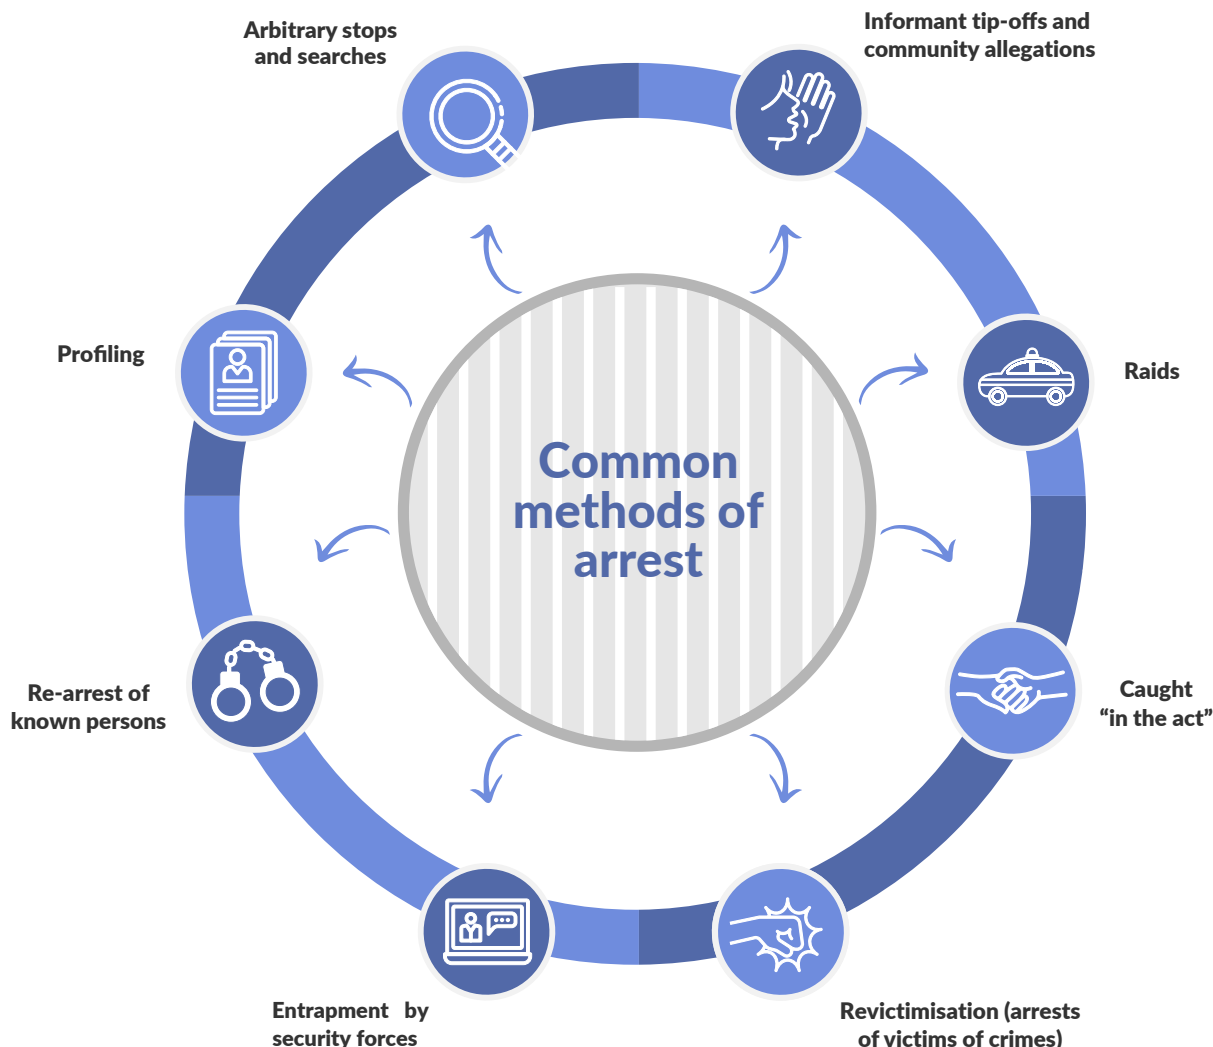 Arbitrary stops
and searches
Informant tip-offs and
community allegations
Profiling
Raids
Common
methods of
arrest
Re-arrest of
known persons
Caught
“in the act”
Entrapment by
security forces
Revictimisation (arrests
of victims of crimes)